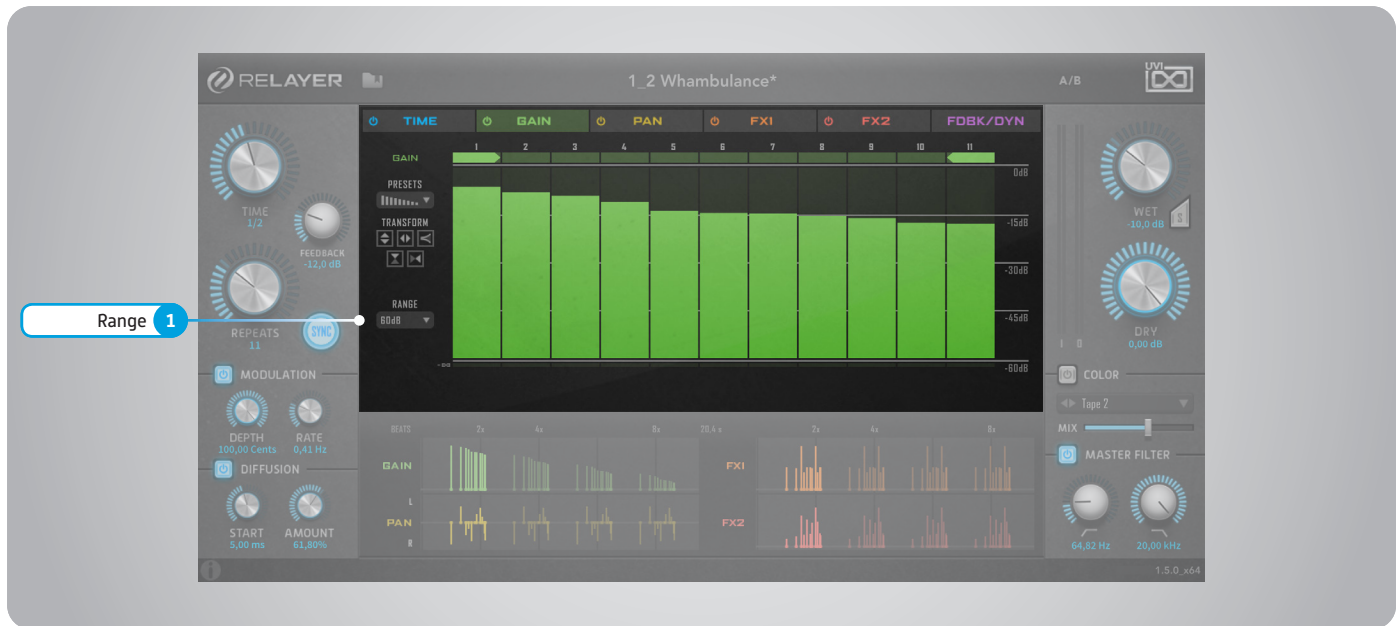 RELAYER
1_2 Whambulance*
A/B
UVI
TIME
GAIN
PAN
FX1
FX2
FDBK/DYN
TIME
1/2
FEEDBACK
-12,0 dB
REPEATS
11
SYNC
GAIN
1 2 3 4 5 6 7 8 9 10 11
PRESETS
TRANSFORM
RANGE
60dB
0dB
-15dB
-30dB
-45dB
-∞
-60dB
Range 1
WET
-10,0 dB
S
DRY
0,00 dB
I O
MODULATION
DEPTH
100,00 Cents
RATE
0,41 Hz
DIFFUSION
START
5,00 ms
AMOUNT
61,80%
BEATS 2x 4x 8x 20.4 s 2x 4x 8x
GAIN
FX1
L
PAN
R
FX2
COLOR
Tape 2
MIX
MASTER FILTER
64,82 Hz
20,00 kHz
i
1.5.0_x64